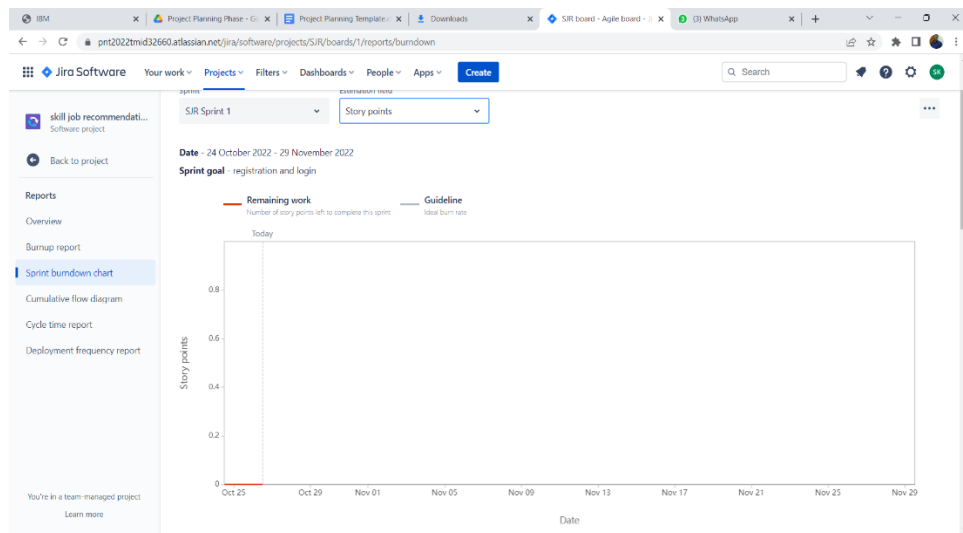 IBM
Project Planning Phase - G
Project Planning Template.
Downloads
SJR board - Agile board - J
(3) WhatsApp
pnt2022tmid32660.atlassian.net/jira/software/projects/SJR/boards/1/reports/burndown
Jira Software Your work Projects Filters Dashboards People Apps Create Search SK
skill job recommendati...
Software project
Back to project
Reports
Overview
Burnup report
Sprint burndown chart
Cumulative flow diagram
Cycle time report
Deployment frequency report
You're in a team-managed project
Learn more
Sprint Estimation field
SJR Sprint 1 Story points
Date - 24 October 2022 - 29 November 2022
Sprint goal - registration and login
Remaining work Guideline
Number of story points left to complete this sprint Ideal burn rate
Today
0.8
0.6
0.4
0.2
0
Story points
Oct 25 Oct 29 Nov 01 Nov 05 Nov 09 Nov 13 Nov 17 Nov 21 Nov 25 Nov 29
Date